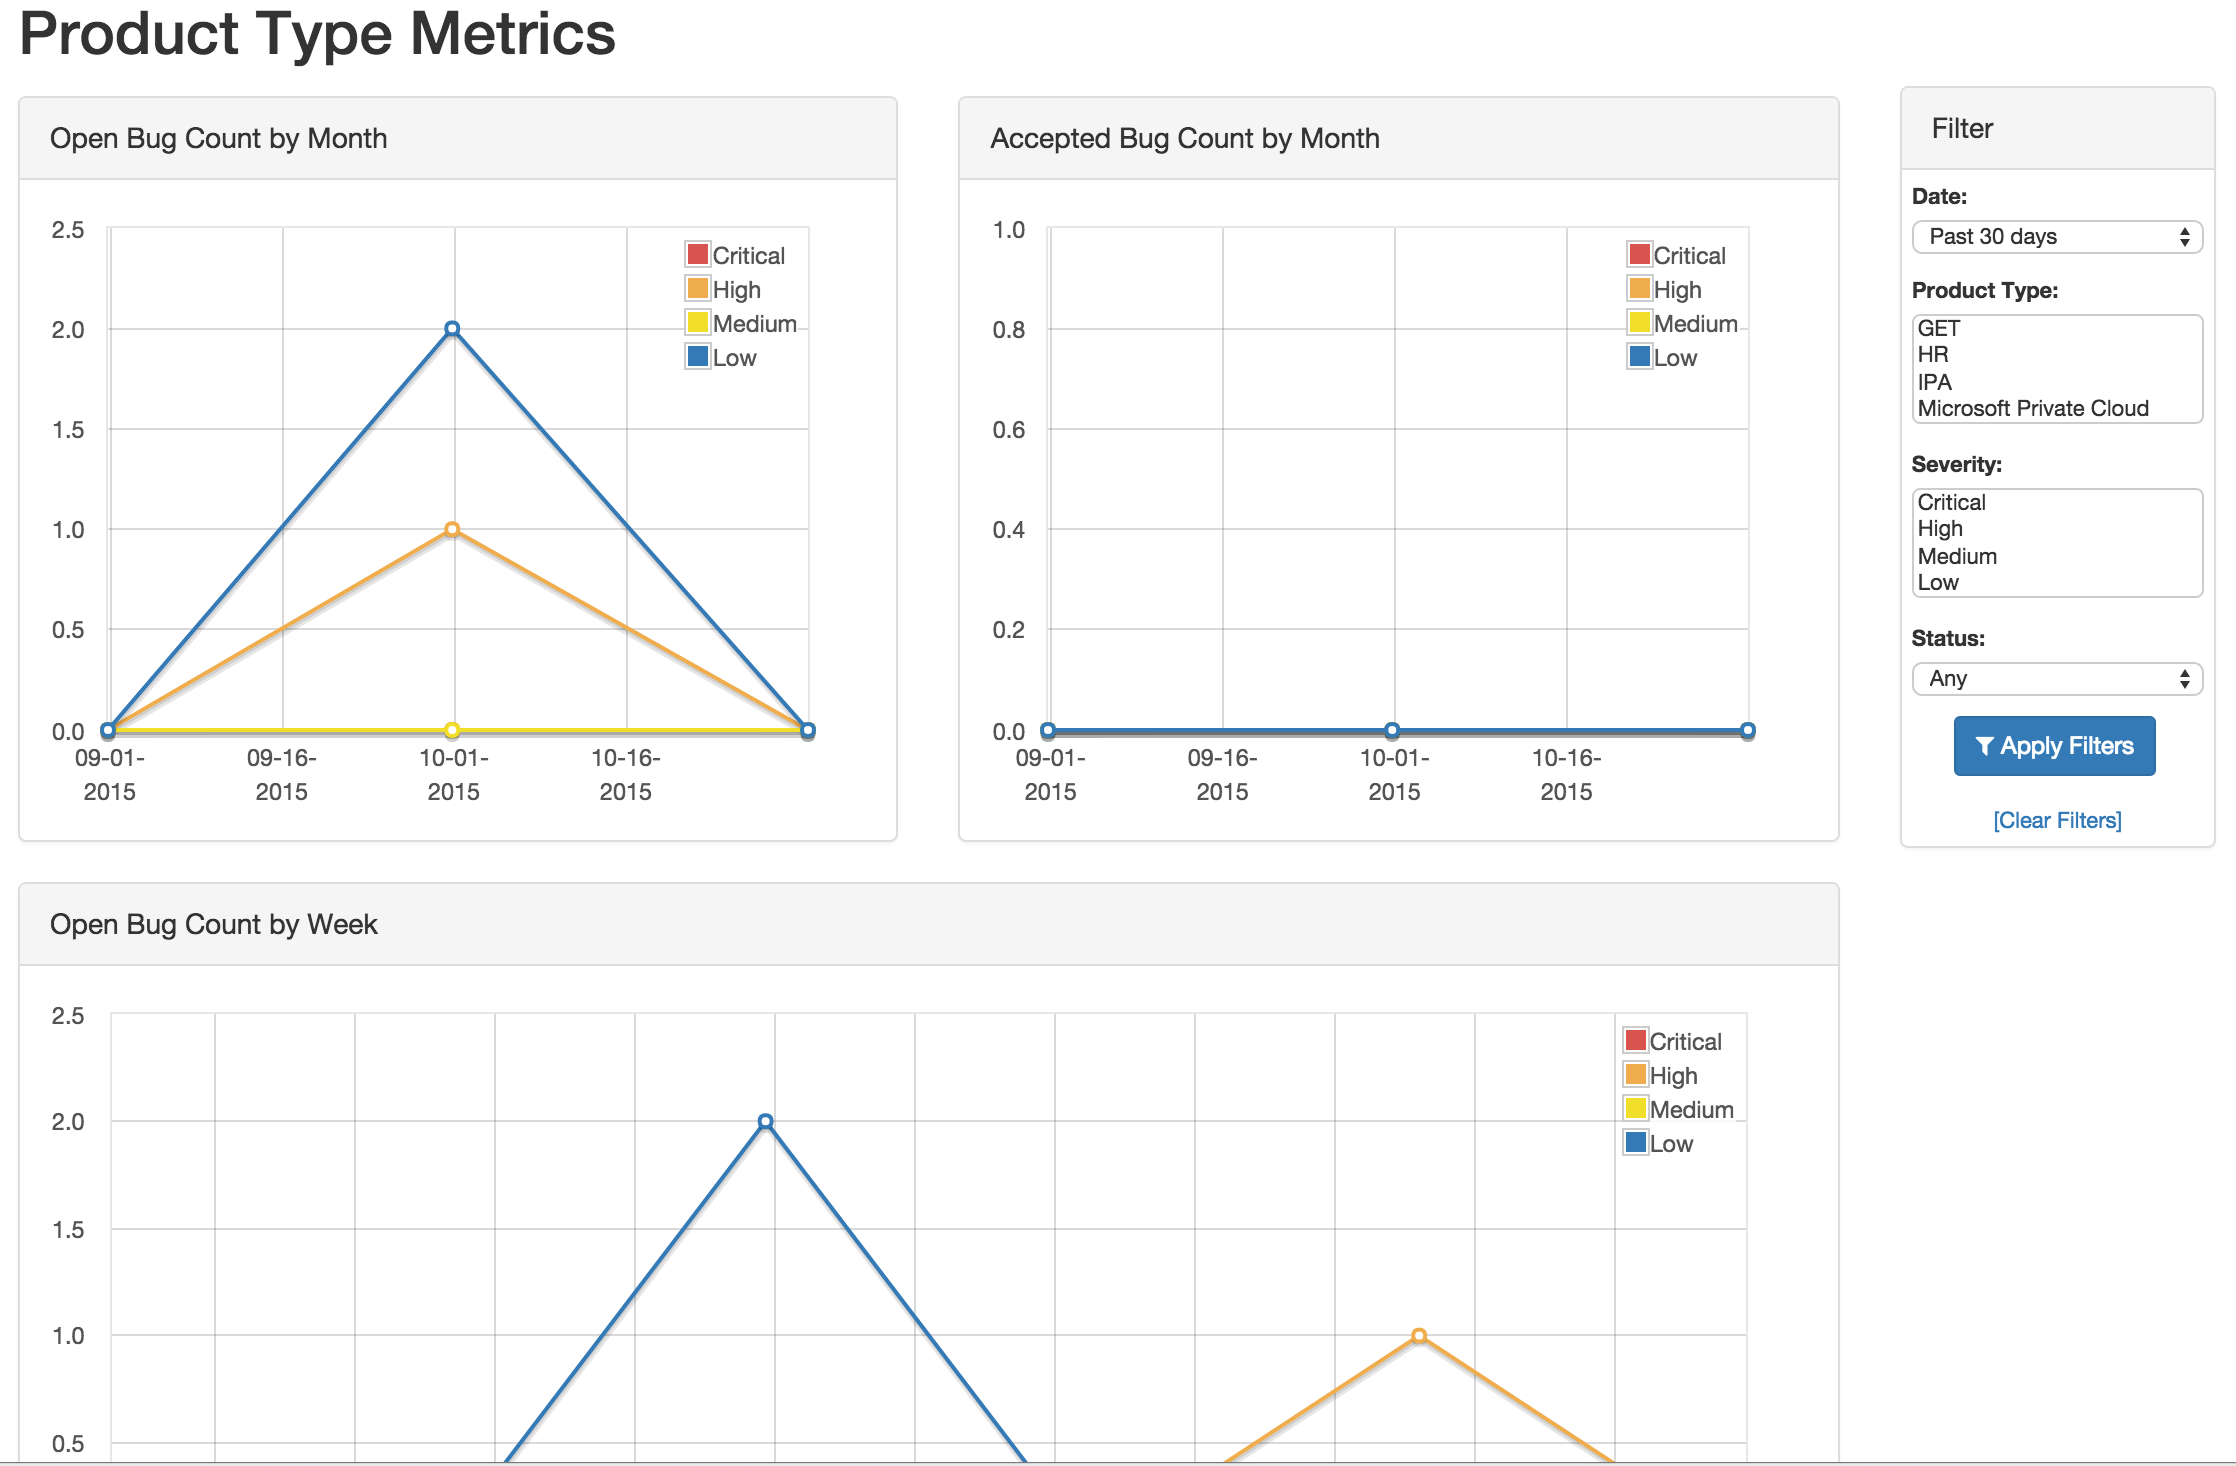 Product Type Metrics
Open Bug Count by Month
2.5
2.0
1.5
1.0
0.5
0.0
09-01-2015
09-16-2015
10-01-2015
10-16-2015
Critical
High
Medium
Low
Accepted Bug Count by Month
1.0
0.8
0.6
0.4
0.2
0.0
09-01-2015
09-16-2015
10-01-2015
10-16-2015
Critical
High
Medium
Low
Filter
Date:
Past 30 days
Product Type:
GET
HR
IPA
Microsoft Private Cloud
Severity:
Critical
High
Medium
Low
Status:
Any
Apply Filters
[Clear Filters]
Open Bug Count by Week
2.5
2.0
1.5
1.0
0.5
Critical
High
Medium
Low